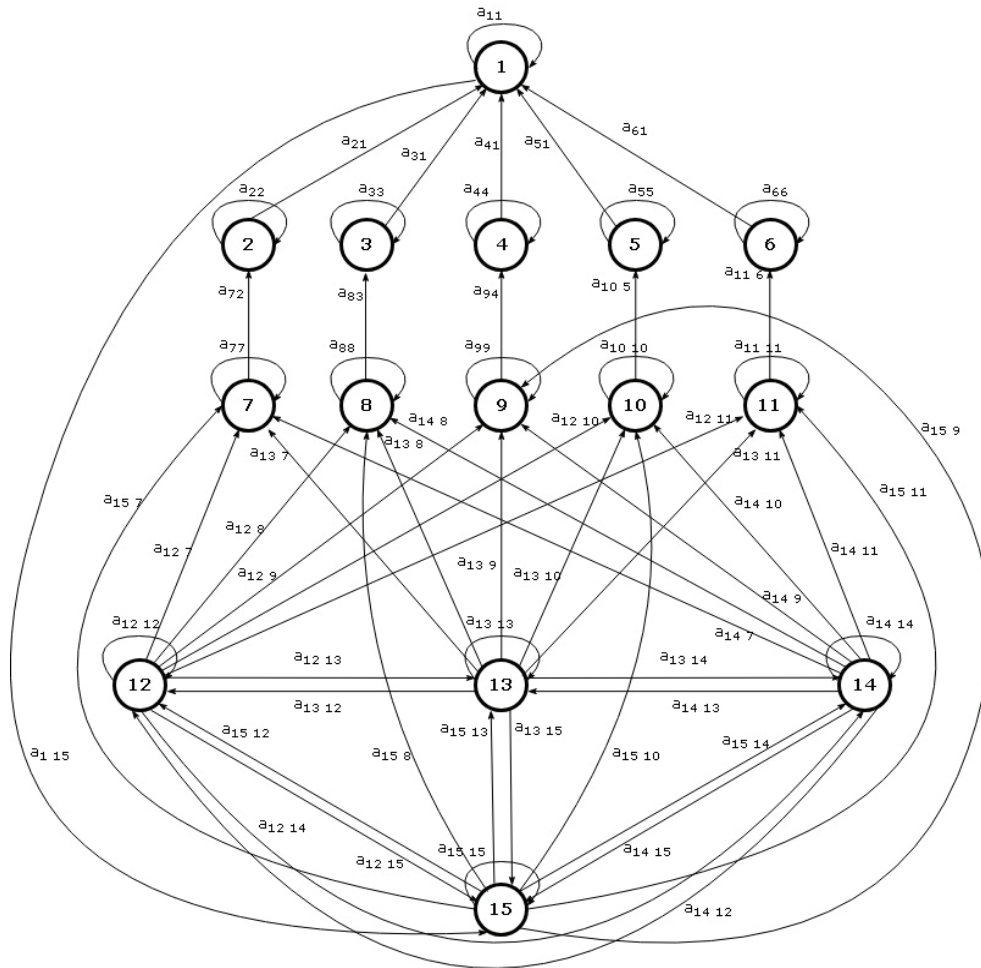 a11
1
a21
a31
a41
a51
a61
a22
a33
a44
a55
a66
2
3
4
5
6
a72
a83
a94
a10 5
a11 6
a77
a88
a99
a10 10
a11 11
7
8
9
10
11
a14 8
a12 10
a12 11
a15 9
a13 7
a13 8
a13 11
a15 7
a14 10
a15 11
a12 7
a12 8
a14 11
a12 9
a13 9
a13 10
a14 9
a12 12
a13 13
a14 7
a14 14
a12 13
a13 14
12
13
14
a13 12
a14 13
a1 15
a15 12
a15 8
a15 13
a13 15
a15 10
a15 14
a12 14
a12 15
a15 15
a14 15
15
a14 12